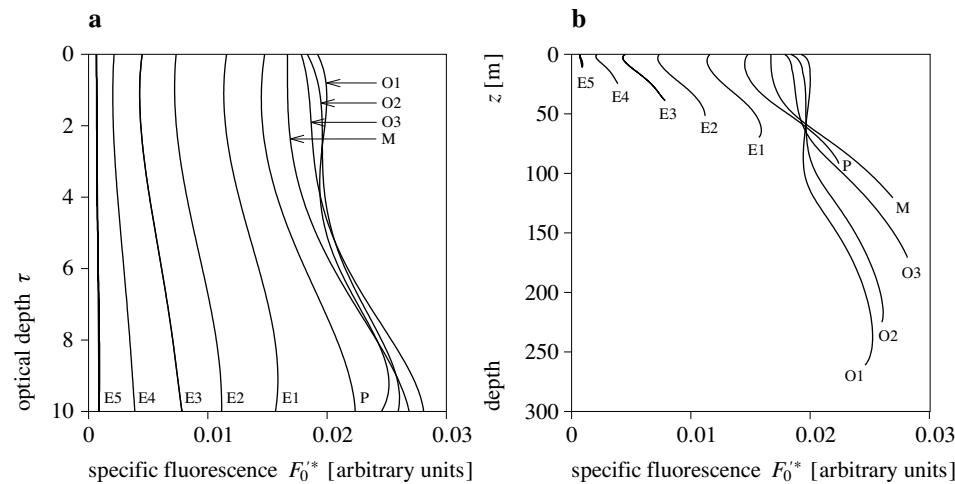 a
optical depth τ
0
2
4
6
8
10
O1
O2
O3
M
E5 E4 E3 E2 E1 P
0 0.01 0.02 0.03
specific fluorescence F₀′* [arbitrary units]
b
depth z [m]
0
50
100
150
200
250
300
E5
E4
E3
E2
E1
P
M
O3
O2
O1
0 0.01 0.02 0.03
specific fluorescence F₀′* [arbitrary units]